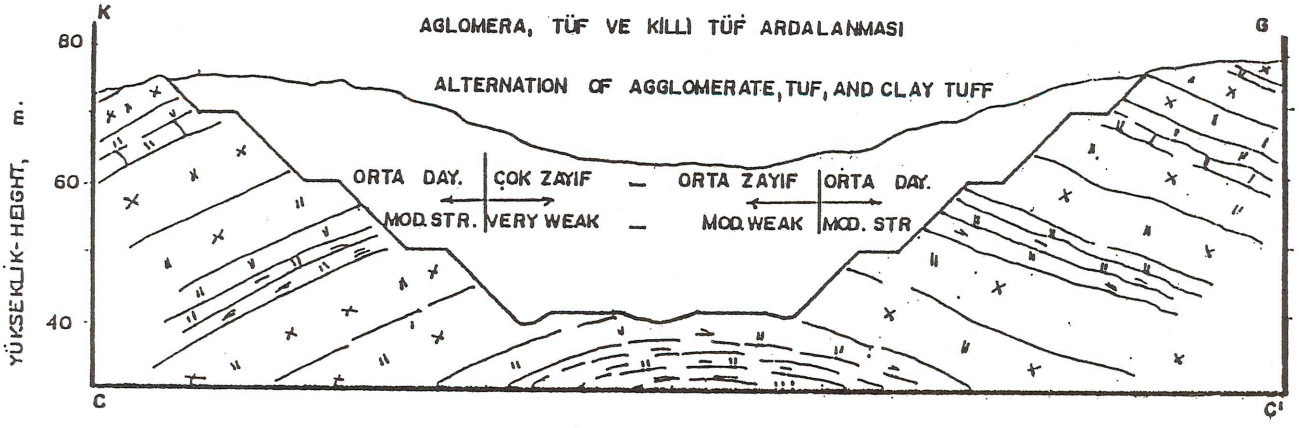 K
G
AGLOMERA, TÜF VE KİLLİ TÜF ARDALANMASI
80
ALTERNATION OF AGGLOMERATE, TUF, AND CLAY TUFF
YÜKSEKLİK-HEIGHT, m.
60
ORTA DAY. ÇOK ZAYIF – ORTA ZAYIF ORTA DAY.
MOD. STR. VERY WEAK – MOD. WEAK MOD. STR
40
C
Ç'